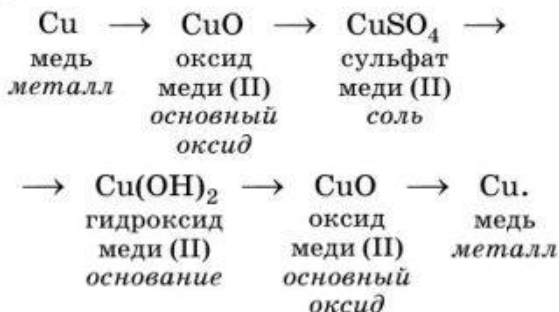 Cu → CuO → CuSO₄ →
медь оксид сульфат
металл меди (II) меди (II)
основный соль
оксид
→ Cu(OH)₂ → CuO → Cu.
гидроксид оксид медь
меди (II) меди (II) металл
основание основный
оксид